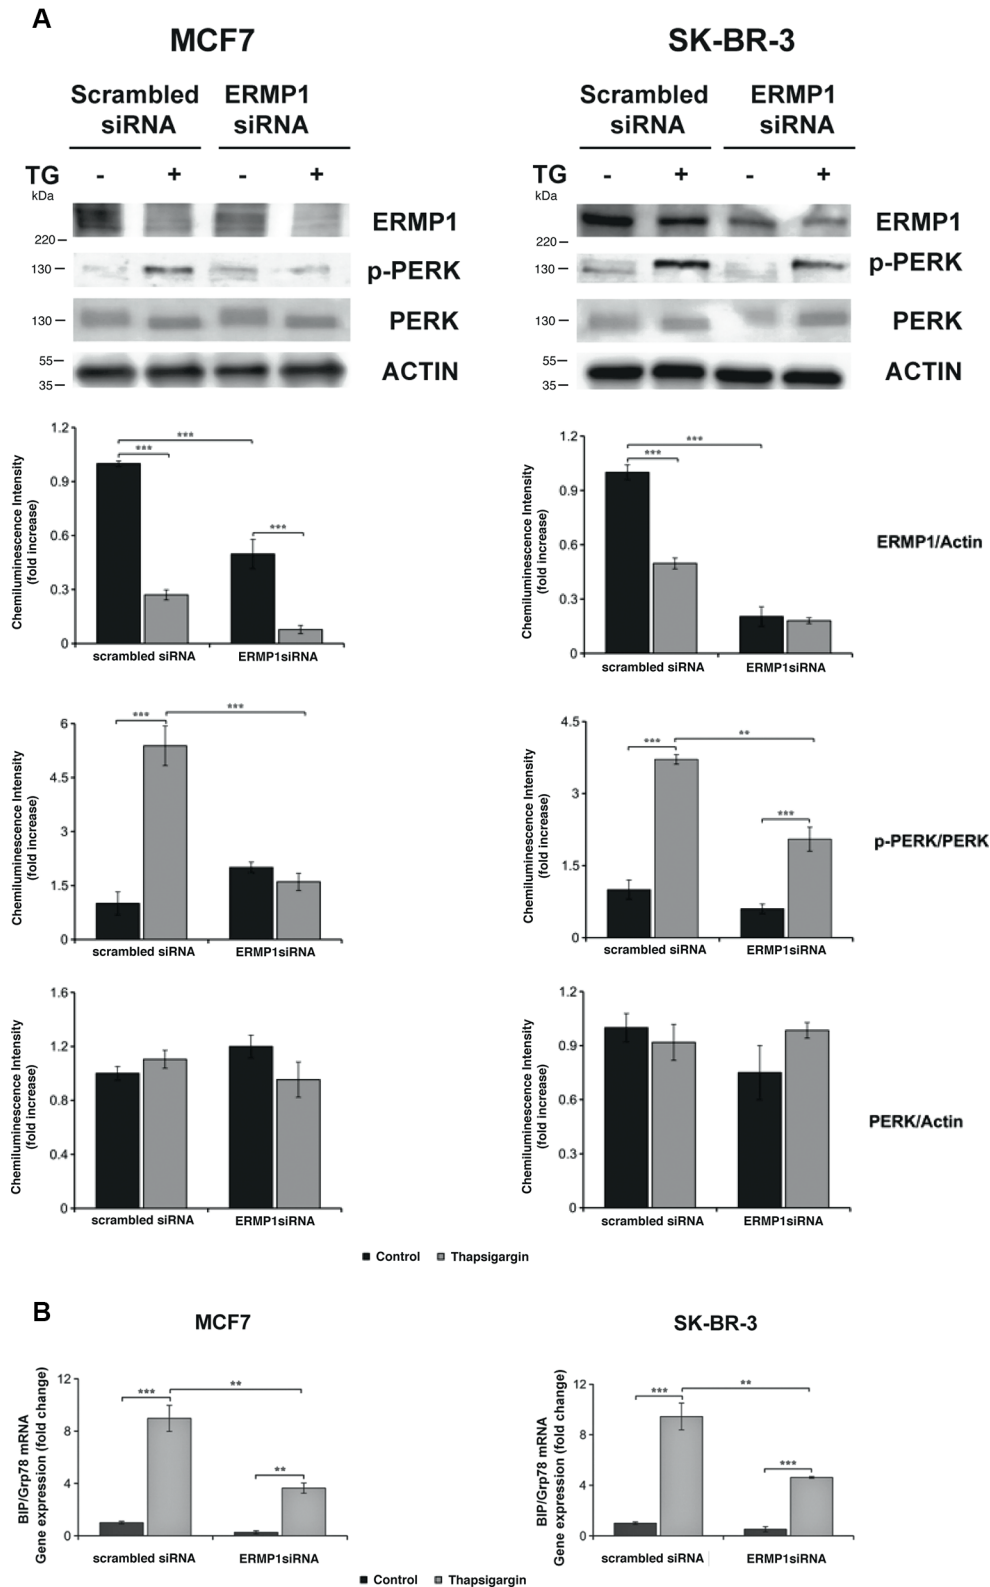 A
MCF7
SK-BR-3
Scrambled siRNA
ERMP1 siRNA
Scrambled siRNA
ERMP1 siRNA
TG - + - +
TG - + - +
kDa
kDa
ERMP1
ERMP1
220
220
130
p-PERK
130
p-PERK
130
PERK
130
PERK
55
35
ACTIN
55
35
ACTIN
Chemiluminescence Intensity
(fold increase)
1.2
0.9
0.6
0.3
0
***
***
***
scrambled siRNA
ERMP1siRNA
Chemiluminescence Intensity
(fold increase)
1.2
0.9
0.6
0.3
0
***
***
scrambled siRNA
ERMP1siRNA
ERMP1/Actin
Chemiluminescence Intensity
(fold increase)
6
4.5
3
1.5
0
***
***
scrambled siRNA
ERMP1siRNA
Chemiluminescence Intensity
(fold increase)
4.5
3
1.5
0
***
**
***
scrambled siRNA
ERMP1siRNA
p-PERK/PERK
Chemiluminescence Intensity
(fold increase)
1.6
1.2
0.8
0.4
0
scrambled siRNA
ERMP1siRNA
Chemiluminescence Intensity
(fold increase)
1.2
0.9
0.6
0.3
0
scrambled siRNA
ERMP1siRNA
PERK/Actin
Control
Thapsigargin
B
MCF7
SK-BR-3
BIP/Grp78 mRNA
Gene expression (fold change)
12
8
4
0
***
**
**
scrambled siRNA
ERMP1siRNA
BIP/Grp78 mRNA
Gene expression (fold change)
12
8
4
0
***
**
***
scrambled siRNA
ERMP1siRNA
Control
Thapsigargin